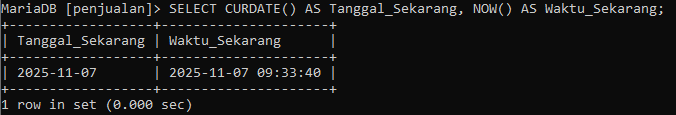 MariaDB [penjualan]> SELECT CURDATE() AS Tanggal_Sekarang, NOW() AS Waktu_Sekarang;
+------------------+---------------------+
| Tanggal_Sekarang | Waktu_Sekarang      |
+------------------+---------------------+
| 2025-11-07       | 2025-11-07 09:33:40 |
+------------------+---------------------+
1 row in set (0.000 sec)